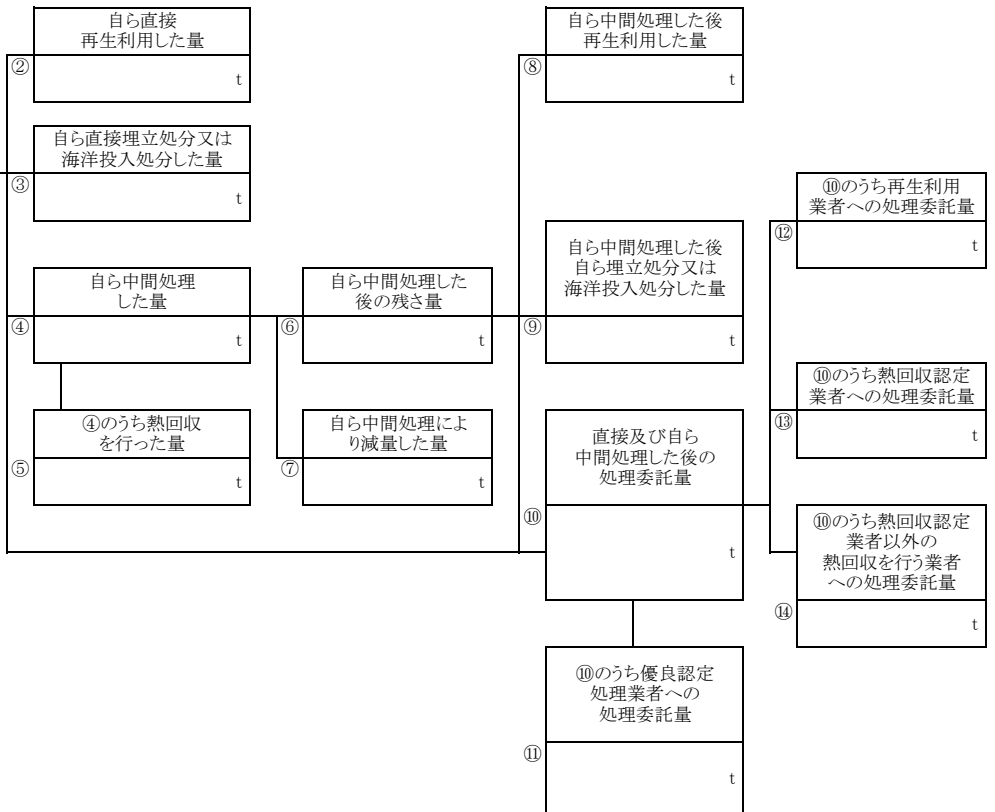 自ら直接
再生利用した量
②
t
自ら直接埋立処分又は
海洋投入処分した量
③
t
自ら中間処理
した量
④
t
④のうち熱回収
を行った量
⑤
t
自ら中間処理した
後の残さ量
⑥
t
自ら中間処理によ
り減量した量
⑦
t
自ら中間処理した後
再生利用した量
⑧
t
自ら中間処理した後
自ら埋立処分又は
海洋投入処分した量
⑨
t
直接及び自ら
中間処理した後の
処理委託量
⑩
t
⑩のうち優良認定
処理業者への
処理委託量
⑪
t
⑩のうち再生利用
業者への処理委託量
⑫
t
⑩のうち熱回収認定
業者への処理委託量
⑬
t
⑩のうち熱回収認定
業者以外の
熱回収を行う業者
への処理委託量
⑭
t